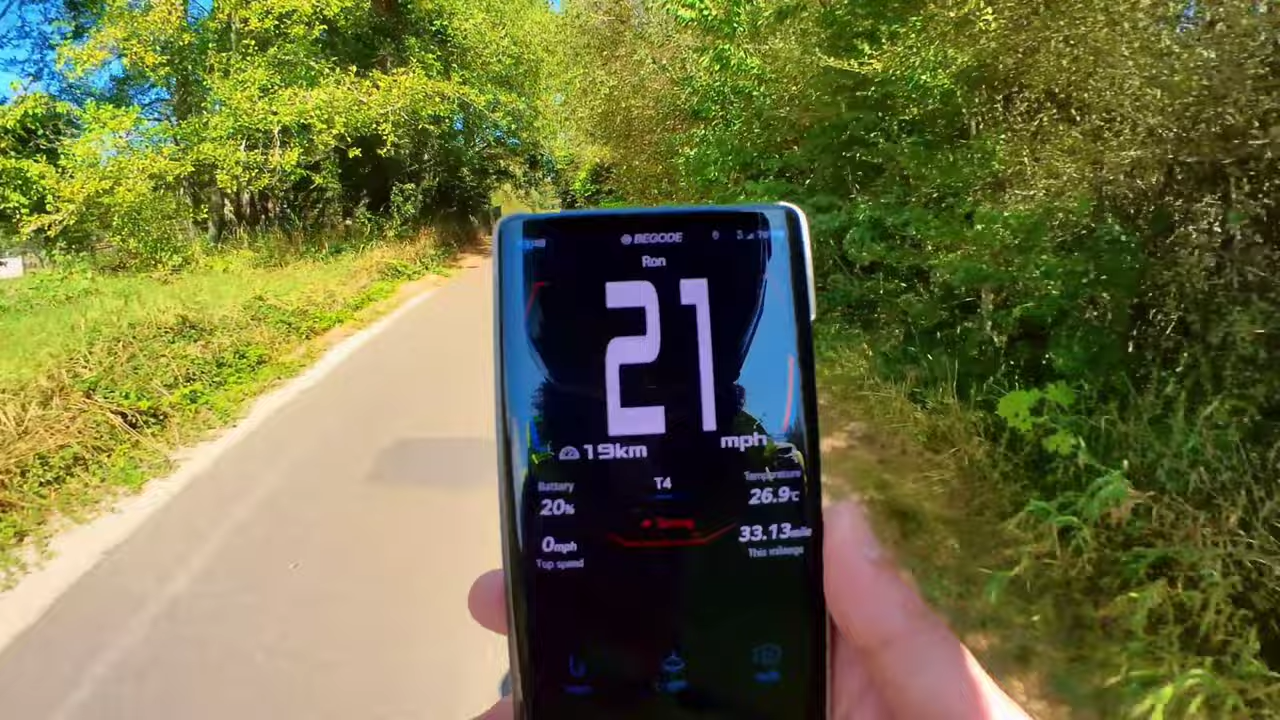 BEGODE
Ron
21
19km mph
Battery T4 Temperature
20% 26.9℃
0mph 33.13mile
Top speed This mileage